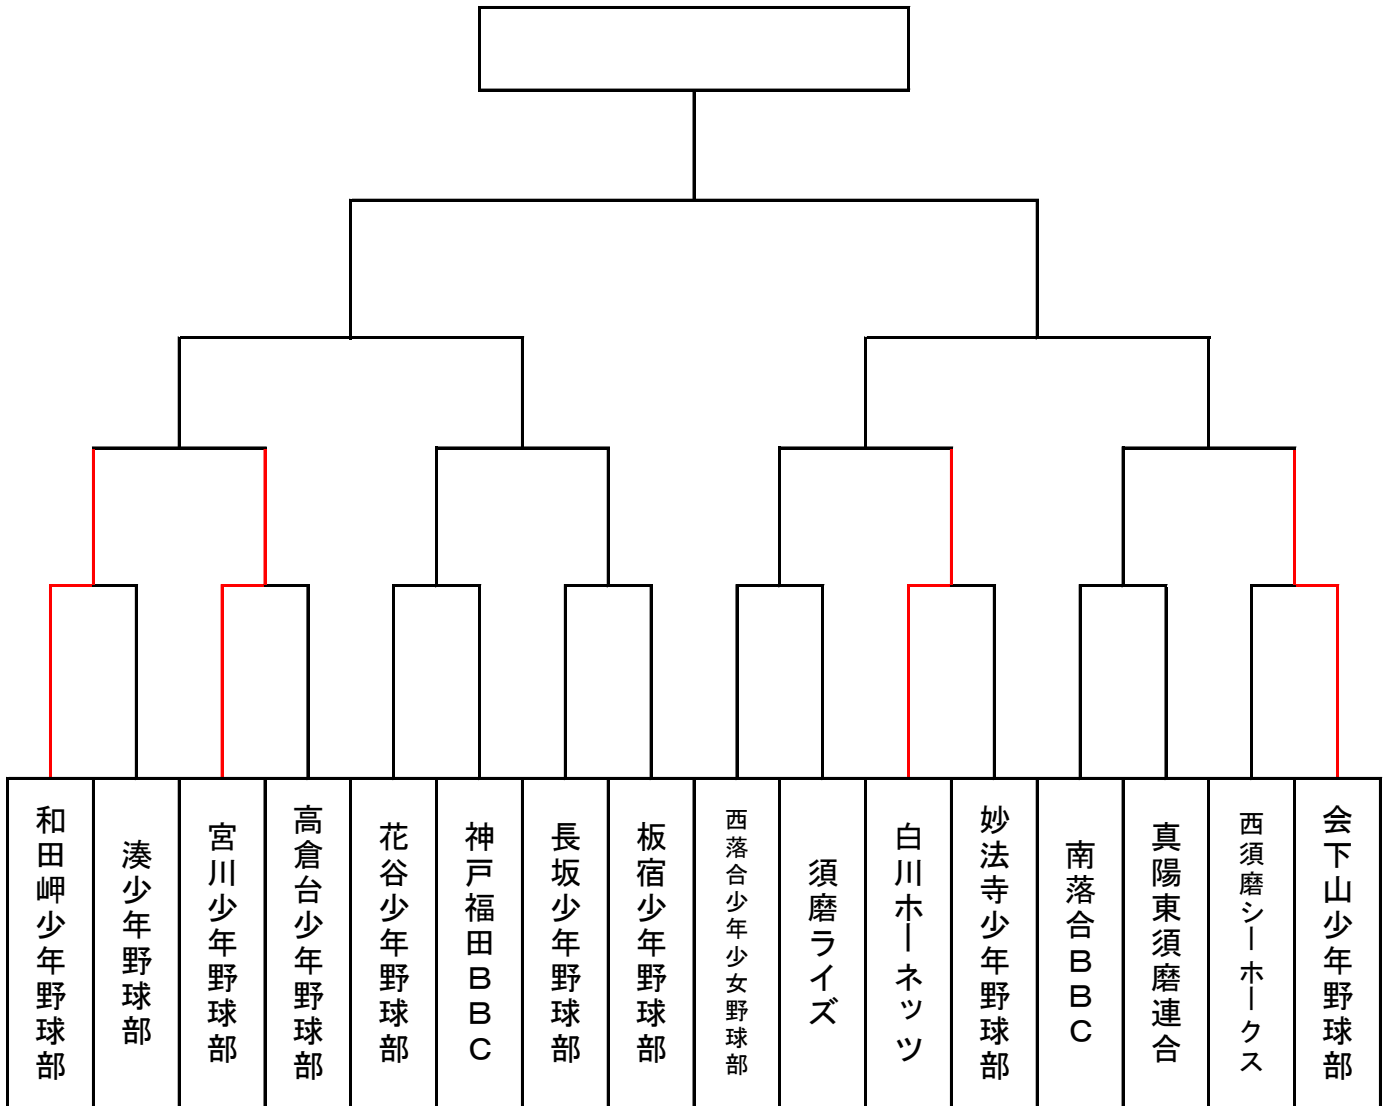 和田岬少年野球部
湊少年野球部
宮川少年野球部
高倉台少年野球部
花谷少年野球部
神戸福田ＢＢＣ
長坂少年野球部
板宿少年野球部
西落合少年少女野球部
須磨ライズ
白川ホーネッツ
妙法寺少年野球部
南落合ＢＢＣ
真陽東須磨連合
西須磨シーホークス
会下山少年野球部